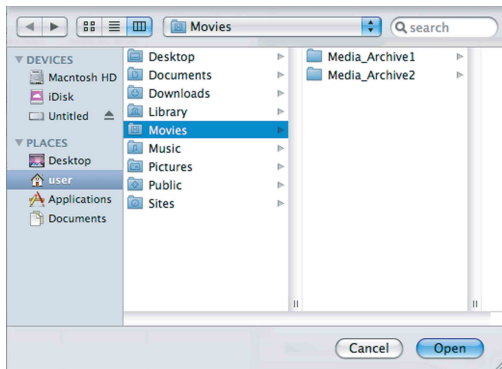 Movies
search
DEVICES
Macntosh HD
iDisk
Untitled
PLACES
Desktop
user
Applications
Documents
Desktop
Documents
Downloads
Library
Movies
Music
Pictures
Public
Sites
Media_Archive1
Media_Archive2
Cancel
Open